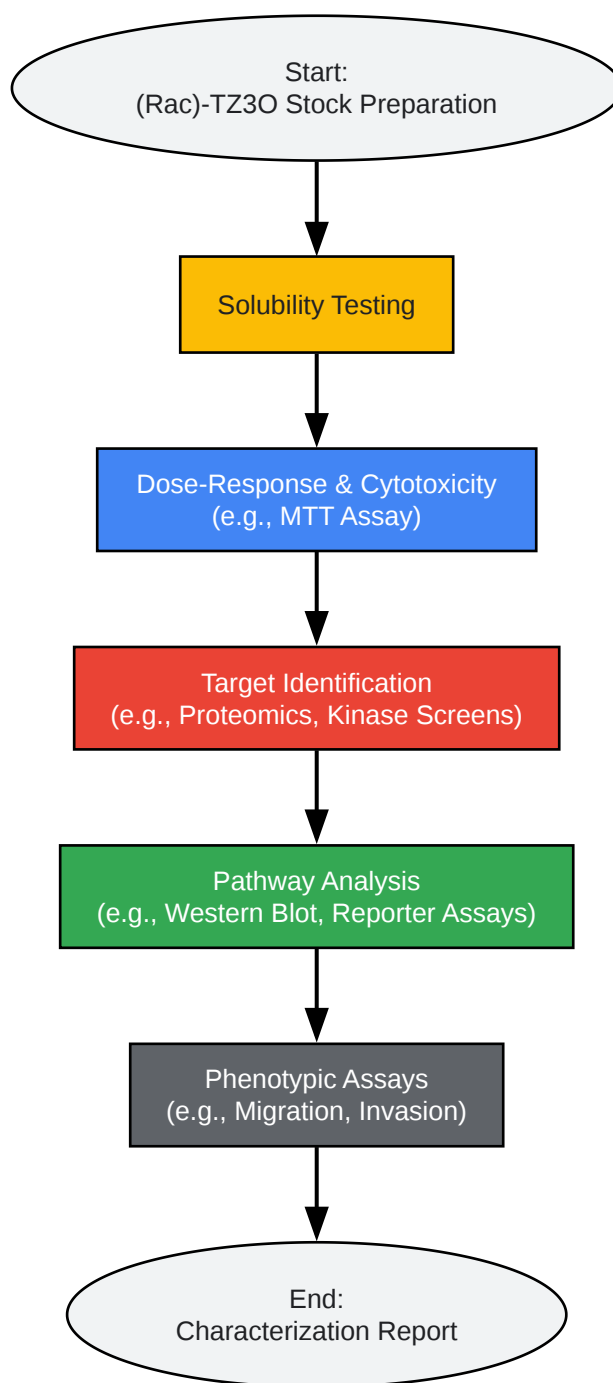 Start:
(Rac)-TZ3O Stock Preparation
Solubility Testing
Dose-Response & Cytotoxicity
(e.g., MTT Assay)
Target Identification
(e.g., Proteomics, Kinase Screens)
Pathway Analysis
(e.g., Western Blot, Reporter Assays)
Phenotypic Assays
(e.g., Migration, Invasion)
End:
Characterization Report